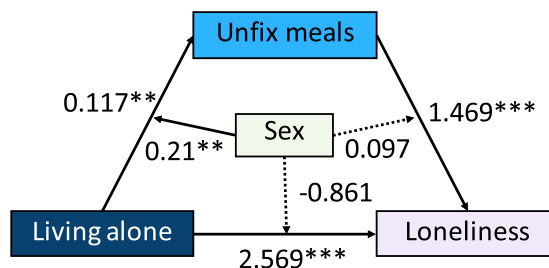 Unfix meals
0.117**
1.469***
Sex
0.21**
0.097
-0.861
Living alone
Loneliness
2.569***